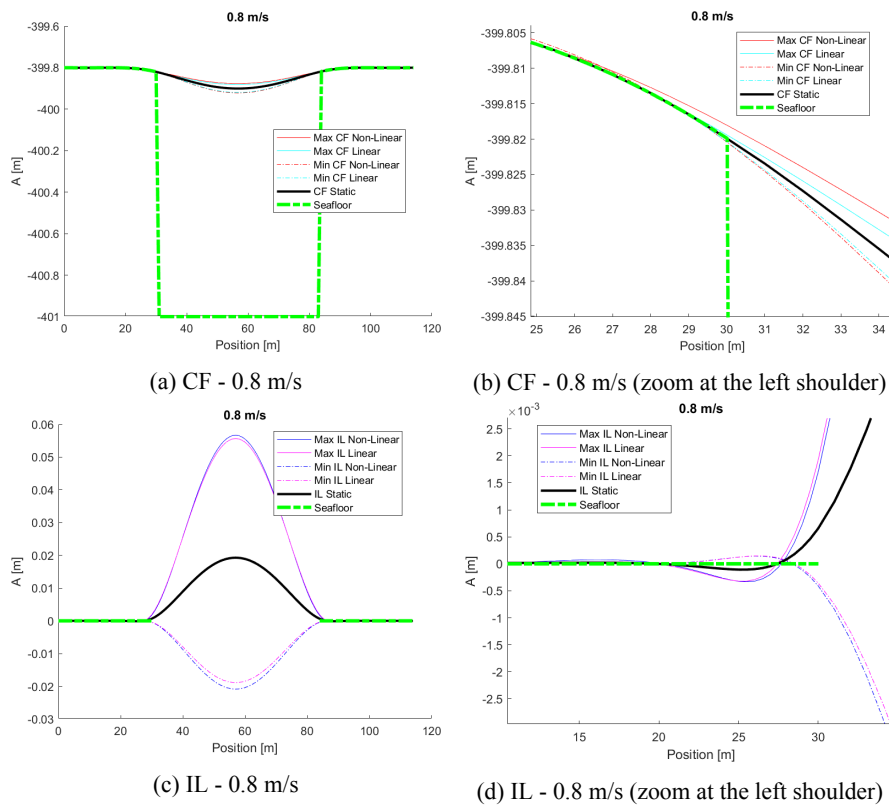 0.8 m/s
-399.6
-399.8
-400
-400.2
-400.4
-400.6
-400.8
-401
A [m]
0 20 40 60 80 100 120
Position [m]
Max CF Non-Linear
Max CF Linear
Min CF Non-Linear
Min CF Linear
CF Static
Seafloor
(a) CF - 0.8 m/s
0.8 m/s
-399.805
-399.81
-399.815
-399.82
-399.825
-399.83
-399.835
-399.84
-399.845
A [m]
25 26 27 28 29 30 31 32 33 34
Position [m]
Max CF Non-Linear
Max CF Linear
Min CF Non-Linear
Min CF Linear
CF Static
Seafloor
(b) CF - 0.8 m/s (zoom at the left shoulder)
0.8 m/s
0.06
0.05
0.04
0.03
0.02
0.01
0
-0.01
-0.02
-0.03
A [m]
0 20 40 60 80 100 120
Position [m]
Max IL Non-Linear
Max IL Linear
Min IL Non-Linear
Min IL Linear
IL Static
Seafloor
(c) IL - 0.8 m/s
×10-3
0.8 m/s
2.5
2
1.5
1
0.5
0
-0.5
-1
-1.5
-2
-2.5
A [m]
15 20 25 30
Position [m]
Max IL Non-Linear
Max IL Linear
Min IL Non-Linear
Min IL Linear
IL Static
Seafloor
(d) IL - 0.8 m/s (zoom at the left shoulder)